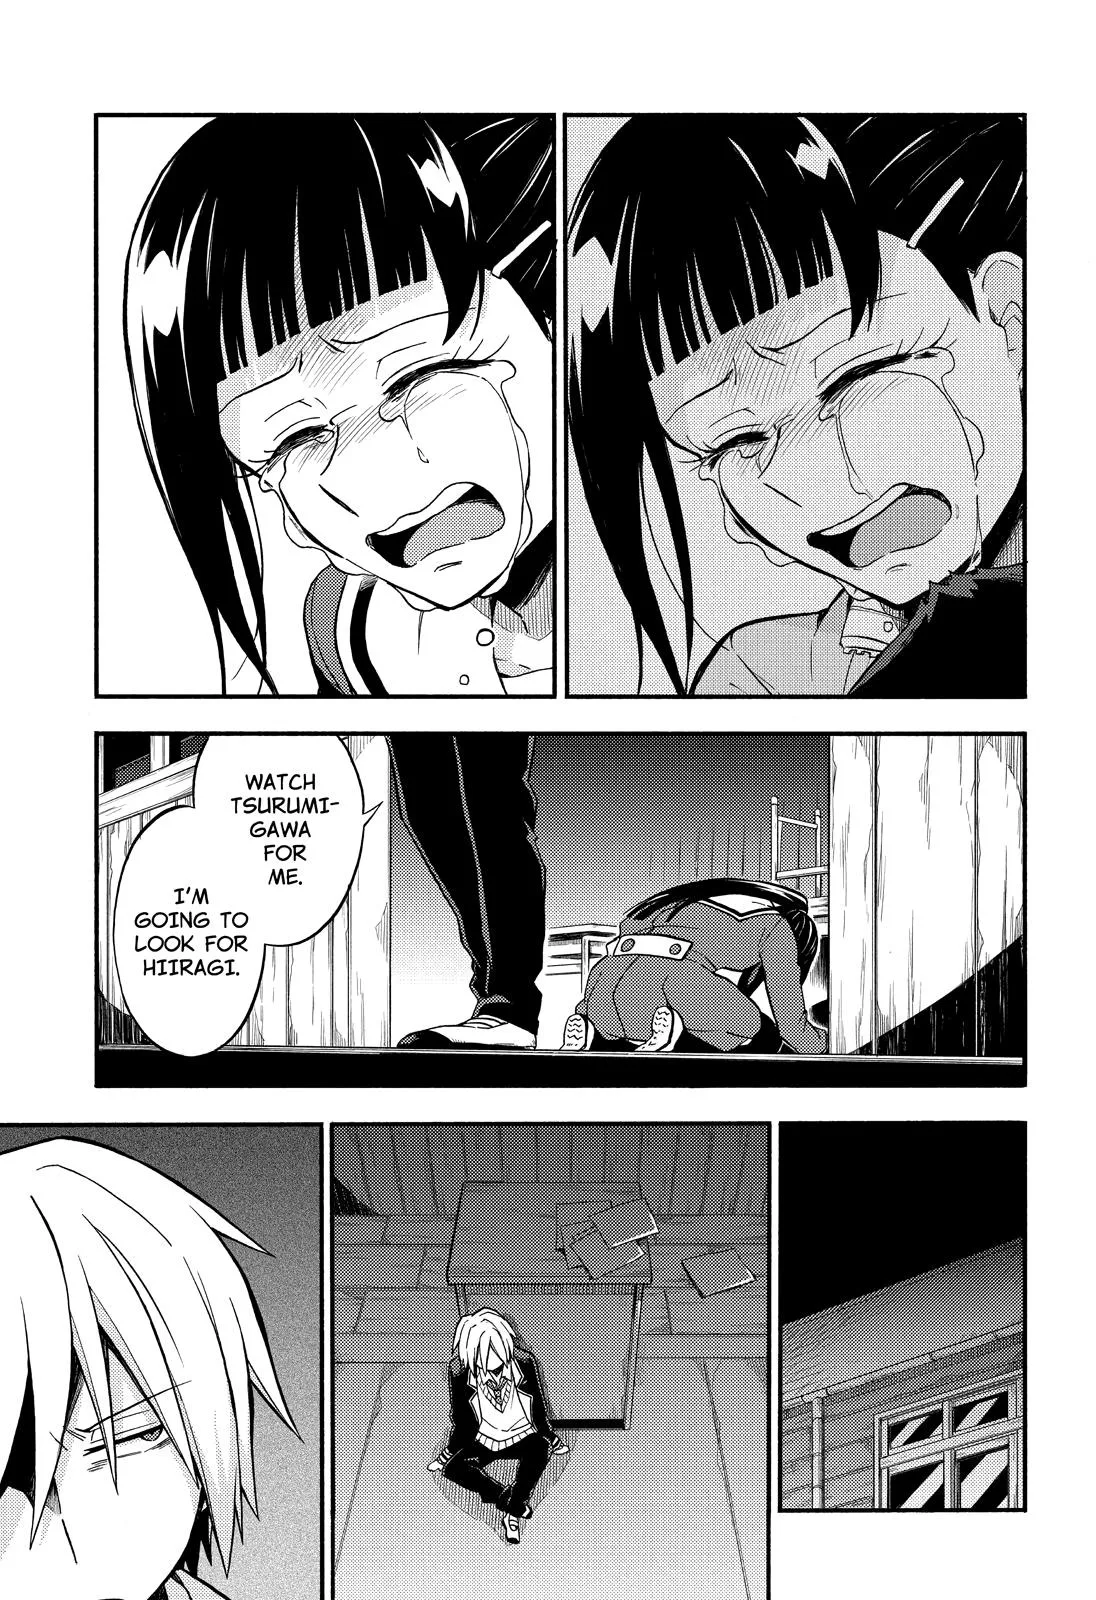 WATCH
TSURUMI-
GAWA
FOR
ME.
I'M
GOING TO
LOOK FOR
HIIRAGI.